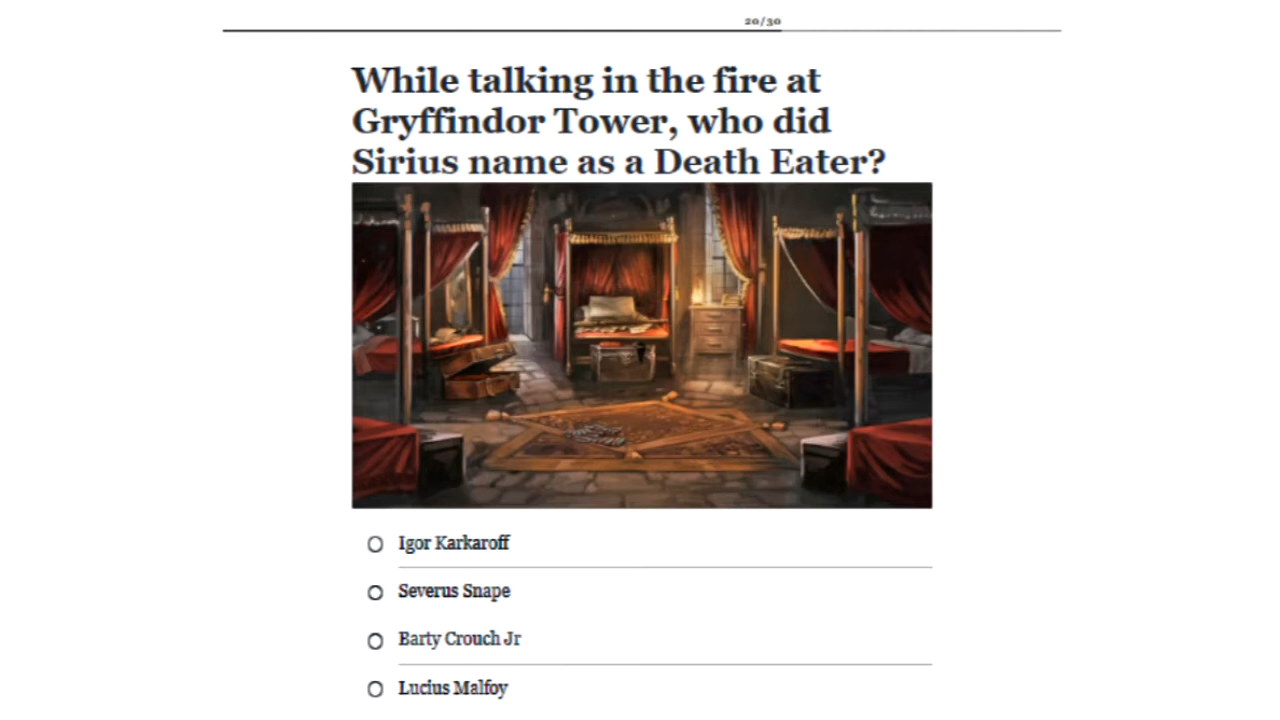 20/30
While talking in the fire at
Gryffindor Tower, who did
Sirius name as a Death Eater?
Igor Karkaroff
Severus Snape
Barty Crouch Jr
Lucius Malfoy